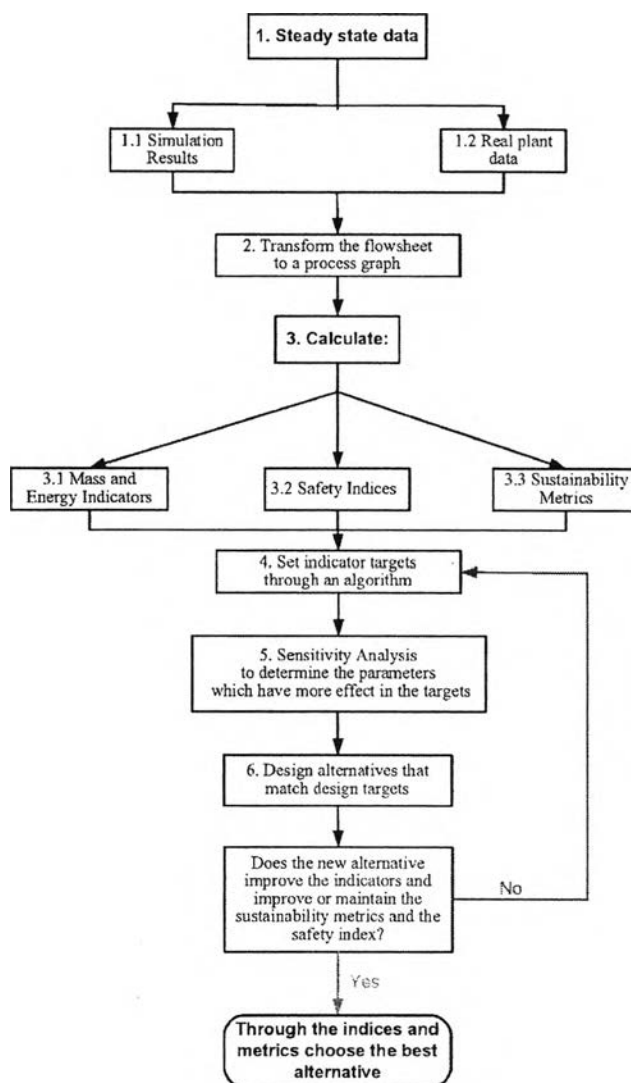 1. Steady state data
1.1 Simulation
Results
1.2 Real plant
data
2. Transform the flowsheet
to a process graph
3. Calculate:
3.1 Mass and
Energy Indicators
3.2 Safety Indices
3.3 Sustainability
Metrics
4. Set indicator targets
through an algorithm
5. Sensitivity Analysis
to determine the parameters
which have more effect in the targets
6. Design alternatives that
match design targets
Does the new alternative
improve the indicators and
improve or maintain the
sustainability metrics and the
safety index?
No
Yes
Through the indices and
metrics choose the best
alternative